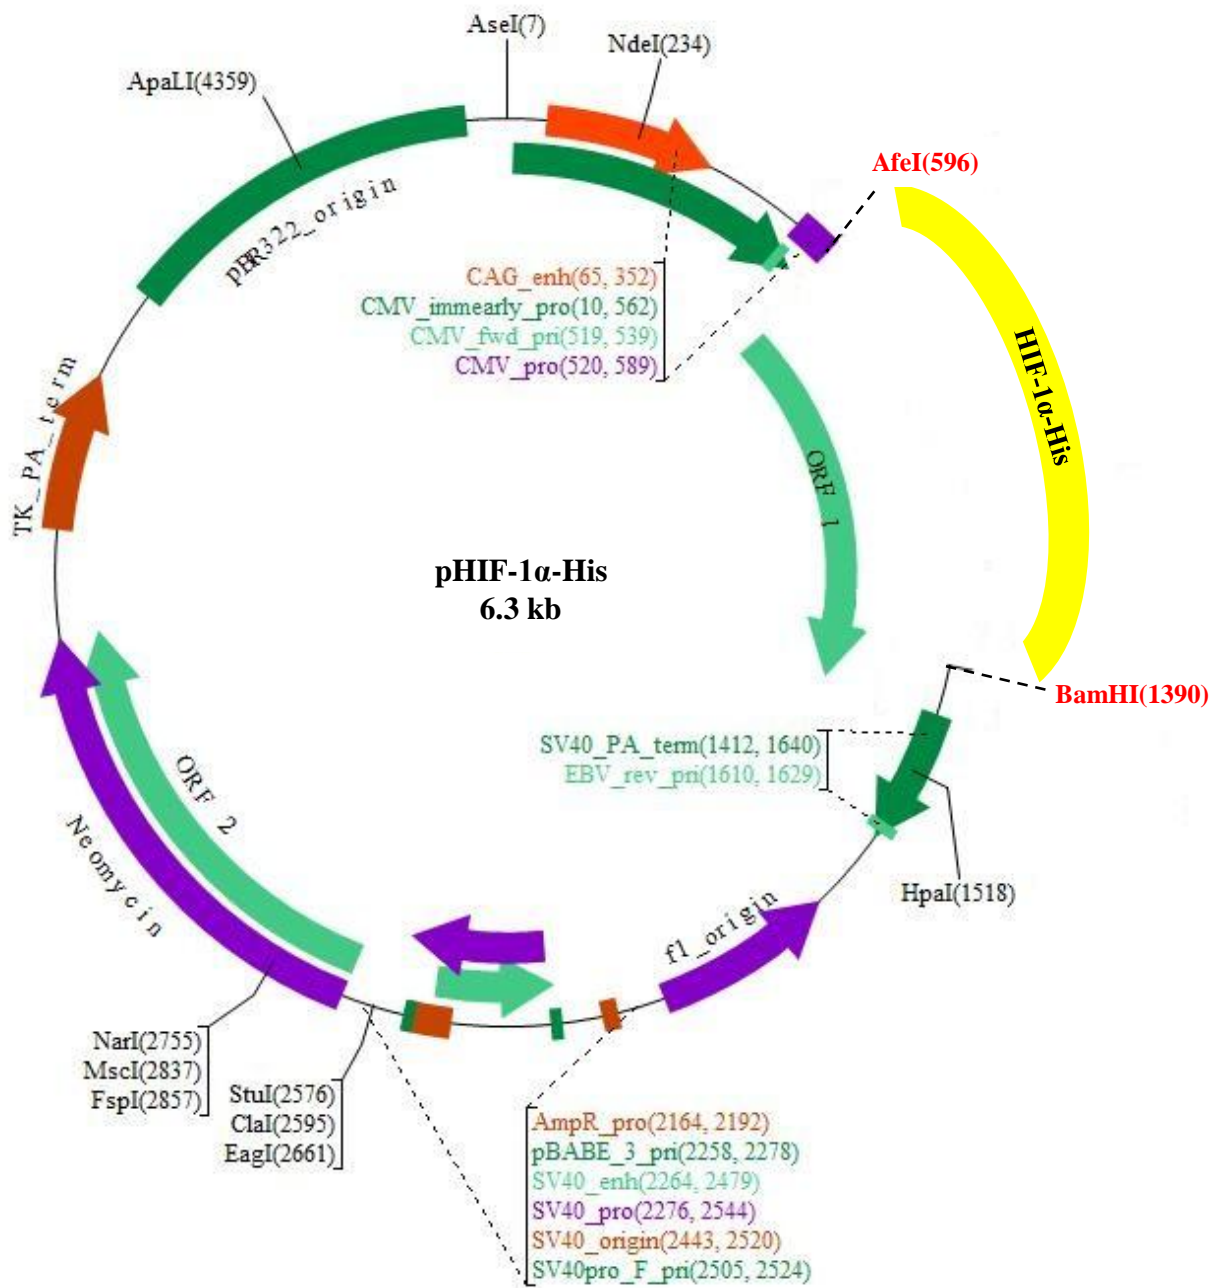 AseI(7)
NdeI(234)
ApaLI(4359)
AfeI(596)
pBR322_origin
CAG_enh(65, 352)
CMV_immearly_pro(10, 562)
CMV_fwd_pri(519, 539)
CMV_pro(520, 589)
HIF-1α-His
TK_PA_term
ORF 1
pHIF-1α-His
6.3 kb
BamHI(1390)
SV40_PA_term(1412, 1640)
EBV_rev_pri(1610, 1629)
ORF 2
Neomycin
HpaI(1518)
f1_origin
NarI(2755)
MscI(2837)
FspI(2857)
StuI(2576)
ClaI(2595)
EagI(2661)
AmpR_pro(2164, 2192)
pBABE_3_pri(2258, 2278)
SV40_enh(2264, 2479)
SV40_pro(2276, 2544)
SV40_origin(2443, 2520)
SV40pro_F_pri(2505, 2524)